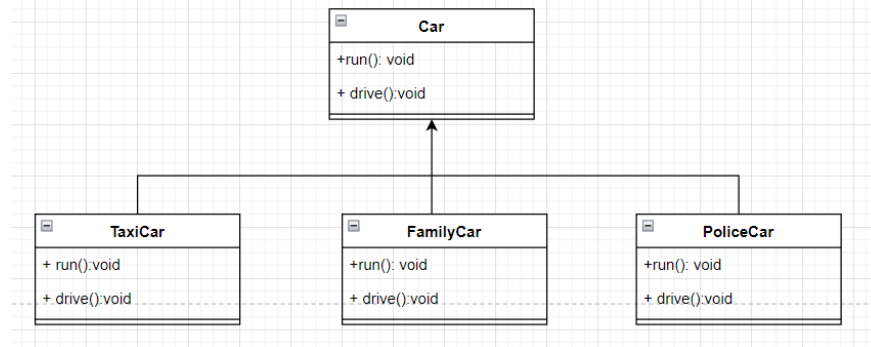 Car
+run(): void
+ drive():void
TaxiCar
+ run():void
+ drive():void
FamilyCar
+run(): void
+ drive():void
PoliceCar
+run(): void
+ drive():void